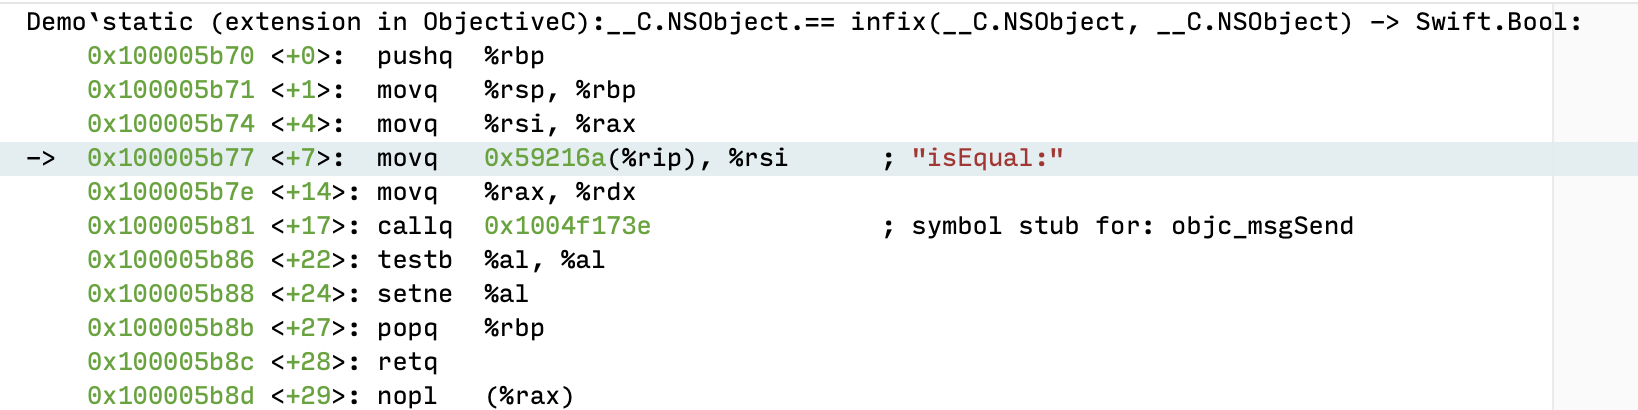 Demo`static (extension in ObjectiveC):__C.NSObject.== infix(__C.NSObject, __C.NSObject) -> Swift.Bool:
0x100005b70 <+0>: pushq %rbp
0x100005b71 <+1>: movq %rsp, %rbp
0x100005b74 <+4>: movq %rsi, %rax
-> 0x100005b77 <+7>: movq 0x59216a(%rip), %rsi ; "isEqual:"
0x100005b7e <+14>: movq %rax, %rdx
0x100005b81 <+17>: callq 0x1004f173e ; symbol stub for: objc_msgSend
0x100005b86 <+22>: testb %al, %al
0x100005b88 <+24>: setne %al
0x100005b8b <+27>: popq %rbp
0x100005b8c <+28>: retq
0x100005b8d <+29>: nopl (%rax)